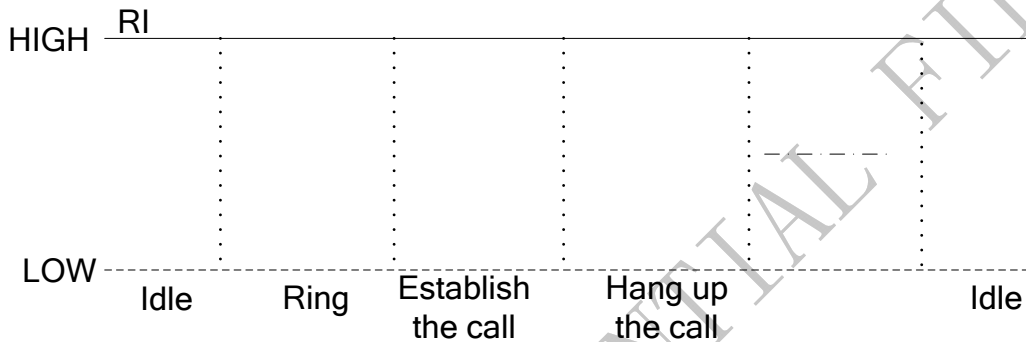 RI
HIGH
LOW
Idle
Ring
Establish
the call
Hang up
the call
Idle